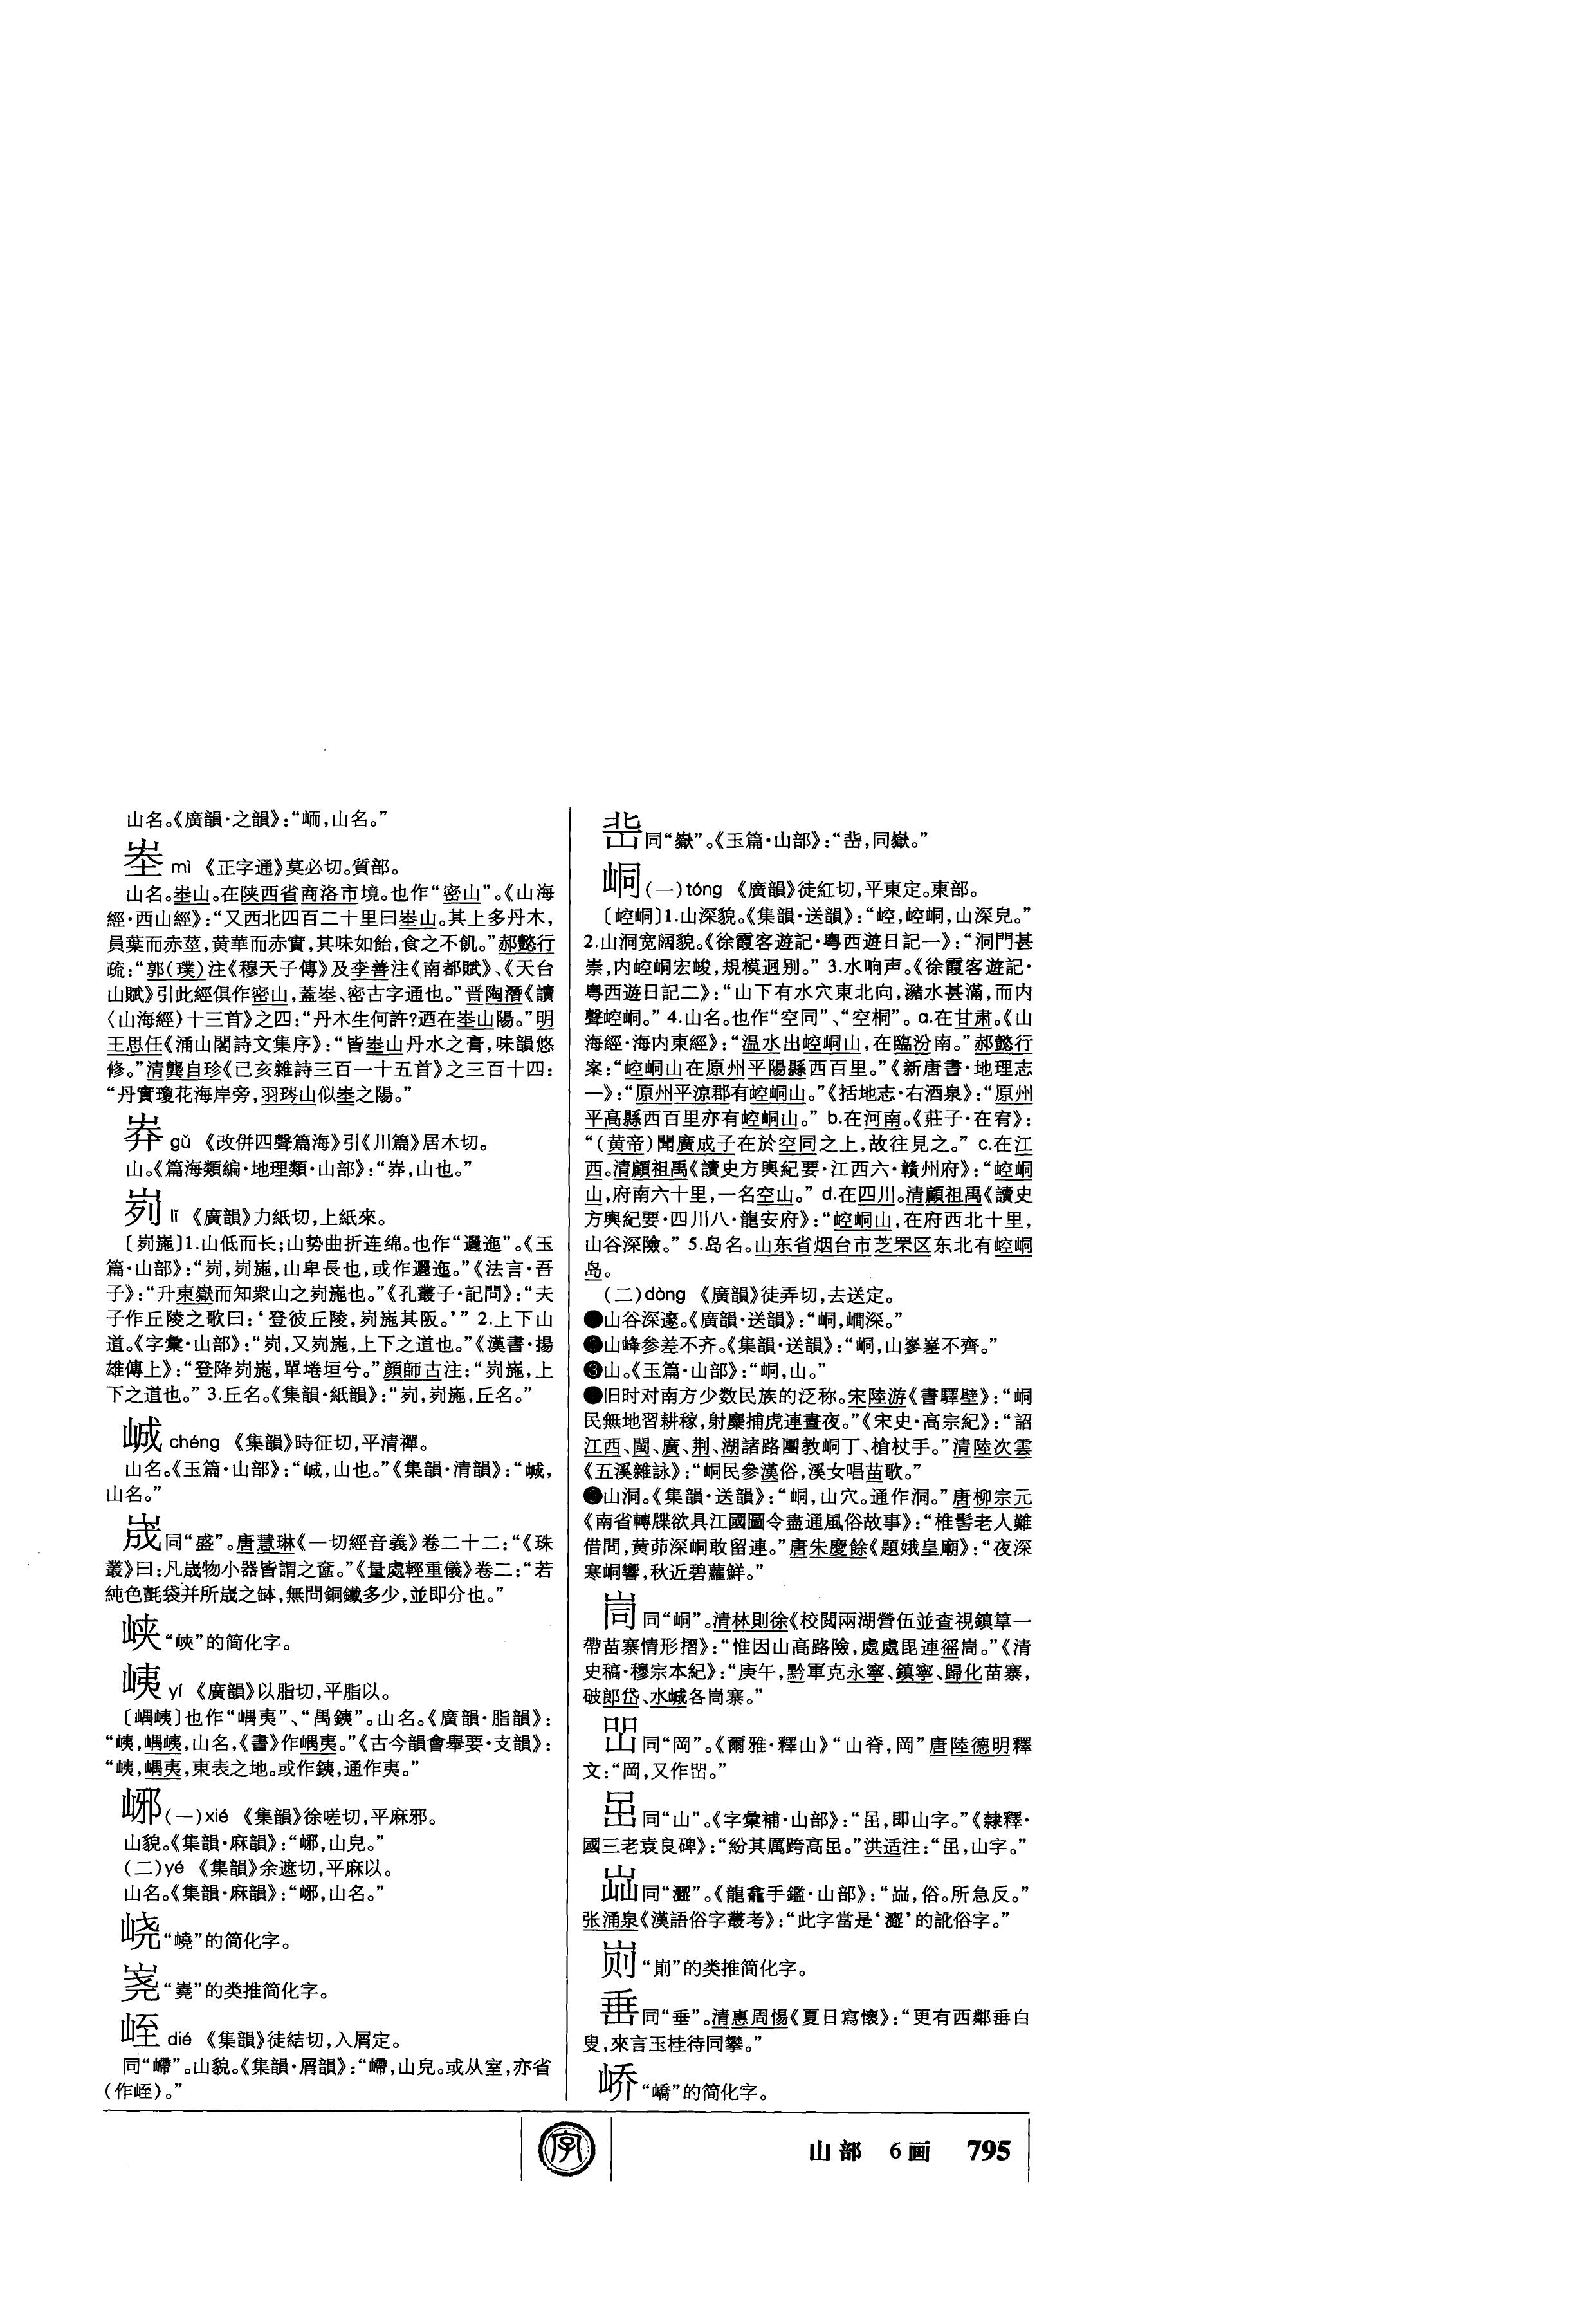 山名。《廣韻·之韻》：“峏，山名。”
峚 mì 《正字通》莫必切。質部。
山名。峚山。在陕西省商洛市境。也作“密山”。《山海
經·西山經》：“又西北四百二十里曰峚山。其上多丹木，
員葉而赤莖，黄華而赤實，其味如飴，食之不飢。”郝懿行
疏：“郭（璞）注《穆天子傳》及李善注《南都賦》、《天台
山賦》引此經俱作密山，蓋峚、密古字通也。”晋陶潛《讀
〈山海經〉十三首》之四：“丹木生何許？迺在峚山陽。”明
王思任《涌山閣詩文集序》：“皆峚山丹水之膏，味韻悠
修。”清龔自珍《己亥雜詩三百一十五首》之三百十四：
“丹實瓊花海岸旁，羽琌山似峚之陽。”
峅 gǔ 《改併四聲篇海》引《川篇》居木切。
山。《篇海類編·地理類·山部》：“，山也。”
峛 lǐ 《廣韻》力紙切，上紙來。
〔峛崺〕1.山低而长；山势曲折连绵。也作“邐迤”。《玉
篇·山部》：“峛，峛崺，山卑長也，或作邐迤。”《法言·吾
子》：“升東嶽而知衆山之峛崺也。”《孔叢子·記問》：“夫
子作丘陵之歌曰：‘登彼丘陵，峛崺其阪。’” 2.上下山
道。《字彙·山部》：“峛，又峛崺，上下之道也。”《漢書·揚
雄傳上》：“登降峛崺，單埢垣兮。”顔師古注：“峛崺，上
下之道也。” 3.丘名。《集韻·紙韻》：“峛，峛崺，丘名。”
峸 chéng 《集韻》時征切，平清禪。
山名。《玉篇·山部》：“峸，山也。”《集韻·清韻》：“峸，
山名。”
峹同“盛”。唐慧琳《一切經音義》卷二十二：“《珠
叢》曰：凡物小器皆謂之奩。”《量處輕重儀》卷二：“若
純色氈袋并所之鉢，無問銅鐵多少，並即分也。”
峡“峽”的简化字。
峓 yí 《廣韻》以脂切，平脂以。
〔嵎峓〕也作“嵎夷”、“禺銕”。山名。《廣韻·脂韻》：
“峓，嵎峓，山名，《書》作嵎夷。”《古今韻會舉要·支韻》：
“峓，嵎夷，東表之地。或作銕，通作夷。”
峫（一）xié 《集韻》徐嗟切，平麻邪。
山貌。《集韻·麻韻》：“，山皃。”
（二）yé 《集韻》余遮切，平麻以。
山名。《集韻·麻韻》：“，山名。”
峣“嶢”的简化字。
“嶤”的类推简化字。
峌 dié 《集韻》徒結切，入屑定。
同“嵽”。山貌。《集韻·屑韻》：“嵽，山皃。或从室，亦省
（作峌）。”
同“嶽”。《玉篇·山部》：“，同嶽。”
峒（一）tóng 《廣韻》徒紅切，平東定。東部。
〔崆峒〕1.山深貌。《集韻·送韻》：“崆，崆峒，山深皃。”
2.山洞宽阔貌。《徐霞客遊記·粤西遊日記一》：“洞門甚
崇，内崆峒宏峻，規模迥别。” 3.水响声。《徐霞客遊記·
粤西遊日記二》：“山下有水穴東北向，瀦水甚滿，而内
聲崆峒。” 4.山名。也作“空同”、“空桐”。a.在甘肃。《山
海經·海内東經》：“温水出崆峒山，在臨汾南。”郝懿行
案：“崆峒山在原州平陽縣西百里。”《新唐書·地理志
一》：“原州平凉郡有崆峒山。”《括地志·右酒泉》：“原州
平高縣西百里亦有崆峒山。” b.在河南。《莊子·在宥》：
“（黄帝）聞廣成子在於空同之上，故往見之。” c.在江
西。清顧祖禹《讀史方輿紀要·江西六·贛州府》：“崆峒
山，府南六十里，一名空山。” d.在四川。清顧祖禹《讀史
方輿紀要·四川八·龍安府》：“崆峒山，在府西北十里，
山谷深險。” 5.岛名。山东省烟台市芝罘区东北有崆峒
岛。
（二）dòng 《廣韻》徒弄切，去送定。
山谷深邃。《廣韻·送韻》：“峒，㟅深。”
山峰参差不齐。《集韻·送韻》：“峒，山嵾嵳不齊。”
❸山。《玉篇·山部》：“峒，山。”
旧时对南方少数民族的泛称。宋陸游《書驛壁》：“峒
民無地習耕稼，射麋捕虎連晝夜。”《宋史·高宗紀》：“詔
江西、閩、廣、荆、湖諸路團教峒丁、槍杖手。”清陸次雲
《五溪雜詠》：“峒民參漢俗，溪女唱苗歌。”
山洞。《集韻·送韻》：“峒，山穴。通作洞。”唐柳宗元
《南省轉牒欲具江國圖令盡通風俗故事》：“椎髻老人難
借問，黄茆深峒敢留連。”唐朱慶餘《題娥皇廟》：“夜深
寒峒響，秋近碧蘿鮮。”
峝同“峒”。清林則徐《校閲兩湖營伍並查視鎮筸一
帶苗寨情形摺》：“惟因山高路險，處處毘連徭峝。”《清
史稿·穆宗本紀》：“庚午，黔軍克永寧、鎮寧、歸化苗寨，
破郎岱、水城各峝寨。”
同“岡”。《爾雅·釋山》“山脊，岡”唐陸德明釋
文：“岡，又作。”
同“山”。《字彙補·山部》：“，即山字。”《隸釋·
國三老袁良碑》：“紛其厲跨高。”洪适注：“，山字。”
同“澀”。《龍龕手鑑·山部》：“，俗。所急反。”
张涌泉《漢語俗字叢考》：“此字當是‘澀’的訛俗字。”
“崱”的类推简化字。
同“垂”。清惠周惕《夏日寫懷》：“更有西鄰垂白
叟，來言玉桂待同攀。”
峤“嶠”的简化字。
字
山部 6画 795